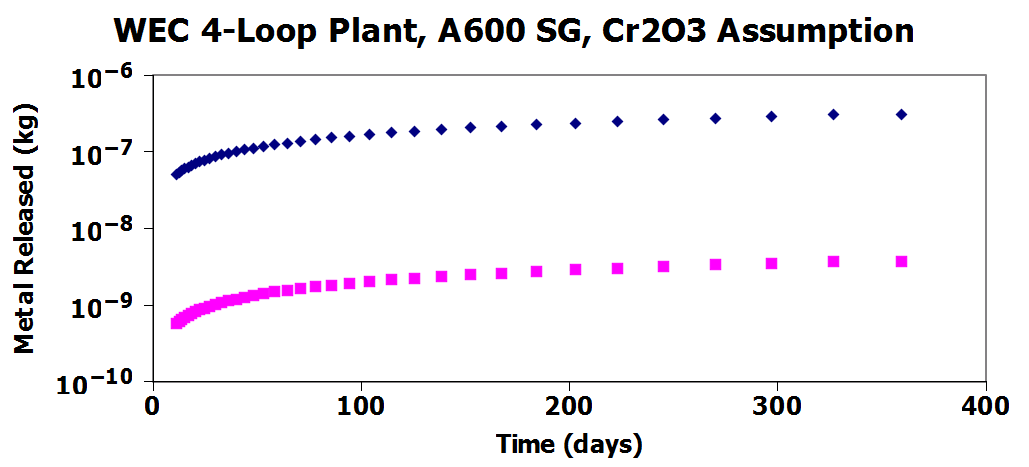 WEC 4-Loop Plant, A600 SG, Cr2O3 Assumption
Metal Released (kg)
10−6
10−7
10−8
10−9
10−10
0 100 200 300 400
Time (days)